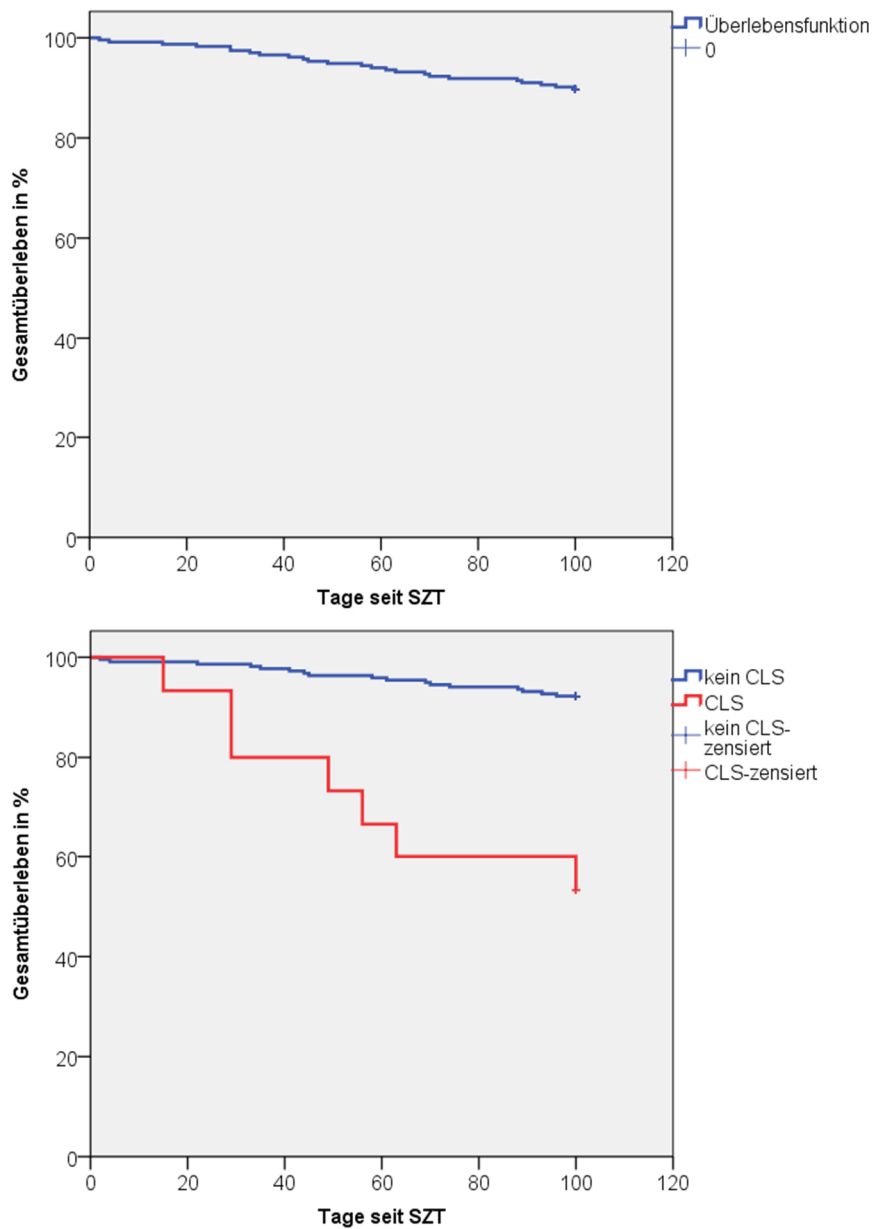 Überlebensfunktion
0
100
80
60
40
20
0
Gesamtüberleben in %
0 20 40 60 80 100 120
Tage seit SZT
kein CLS
CLS
kein CLS-
zensiert
CLS-zensiert
100
80
60
40
20
0
Gesamtüberleben in %
0 20 40 60 80 100 120
Tage seit SZT